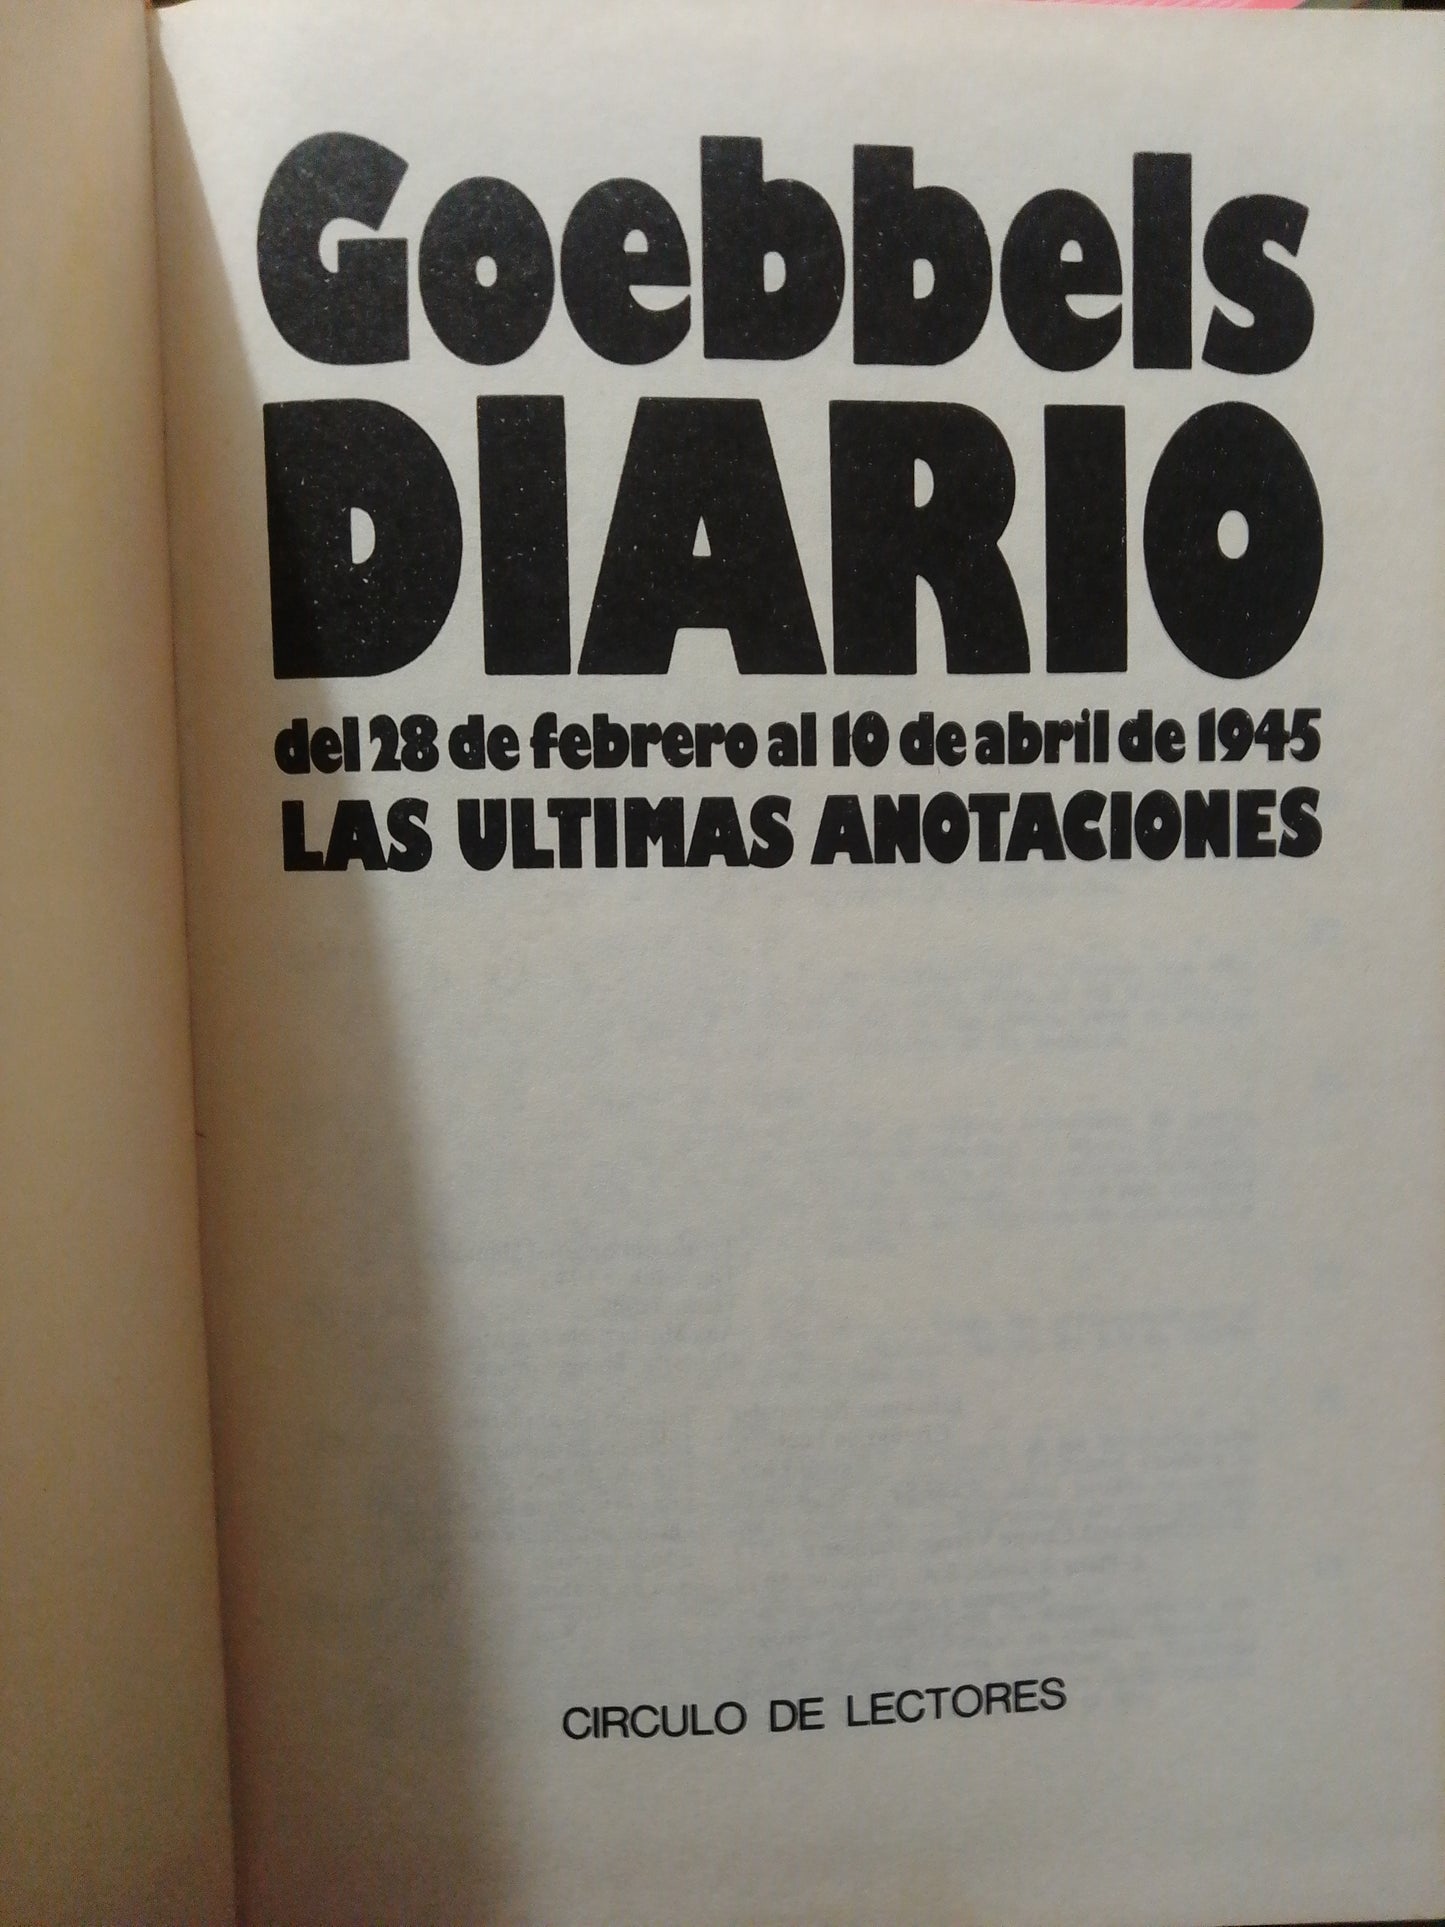 Goebbels
DIARIO
del 28 de febrero al 10 de abril de 1945
LAS ULTIMAS ANOTACIONES
CIRCULO DE LECTORES